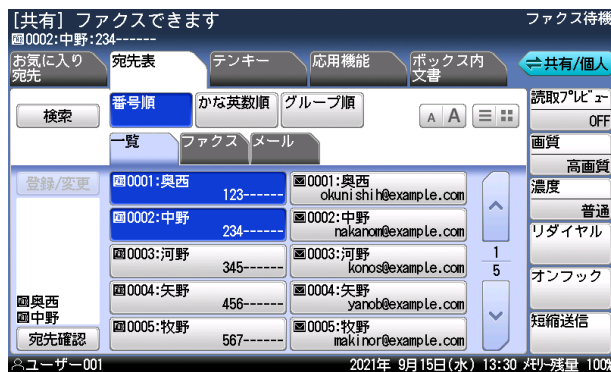 [共有] ファクスできます
ファクス待機
0002:中野:234------
お気に入り
宛先
宛先表
テンキー
応用機能
ボックス内
文書
共有/個人
検索
番号順
かな英数順
グループ順
A A
読取プレビュー
OFF
一覧
ファクス
メール
画質
高画質
登録/変更
0001:奥西
123------
0001:奥西
okunishih@example.com
濃度
普通
0002:中野
234------
0002:中野
nakanom@example.com
リダイヤル
0003:河野
345------
0003:河野
konos@example.com
1
5
オンフック
奥西
中野
0004:矢野
456------
0004:矢野
yanob@example.com
短縮送信
宛先確認
0005:牧野
567------
0005:牧野
makinor@example.com
ユーザー001
2021年 9月15日(水) 13:30 メモリー残量 100%